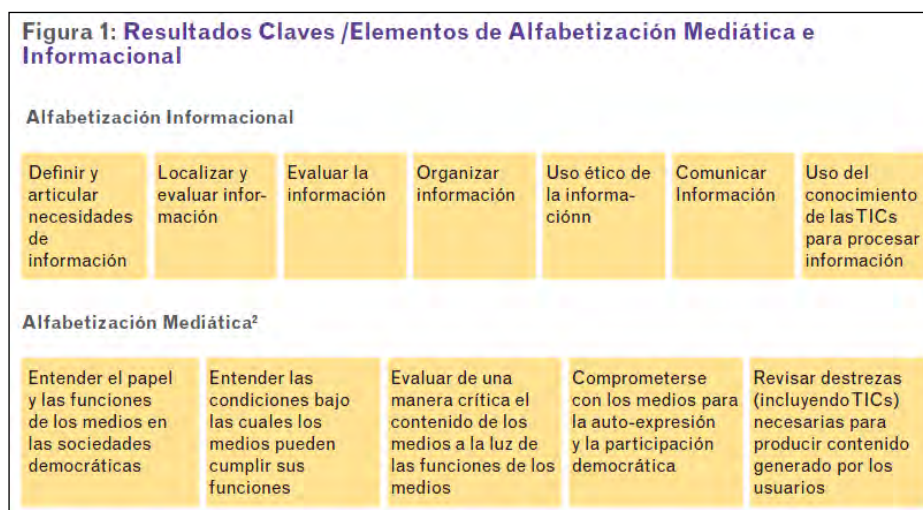 Figura 1: Resultados Claves /Elementos de Alfabetización Mediática e
Informacional
Alfabetización Informacional
Definir y
articular
necesidades
de
información
Localizar y
evaluar infor-
mación
Evaluar la
información
Organizar
información
Uso ético de
la informa-
ciónn
Comunicar
Información
Uso del
conocimiento
de las TICs
para procesar
información
Alfabetización Mediática²
Entender el papel
y las funciones
de los medios en
las sociedades
democráticas
Entender las
condiciones bajo
las cuales los
medios pueden
cumplir sus
funciones
Evaluar de una
manera crítica el
contenido de los
medios a la luz de
las funciones de los
medios
Comprometerse
con los medios para
la auto-expresión
y la participación
democrática
Revisar destrezas
(incluyendo TICs)
necesarias para
producir contenido
generado por los
usuarios